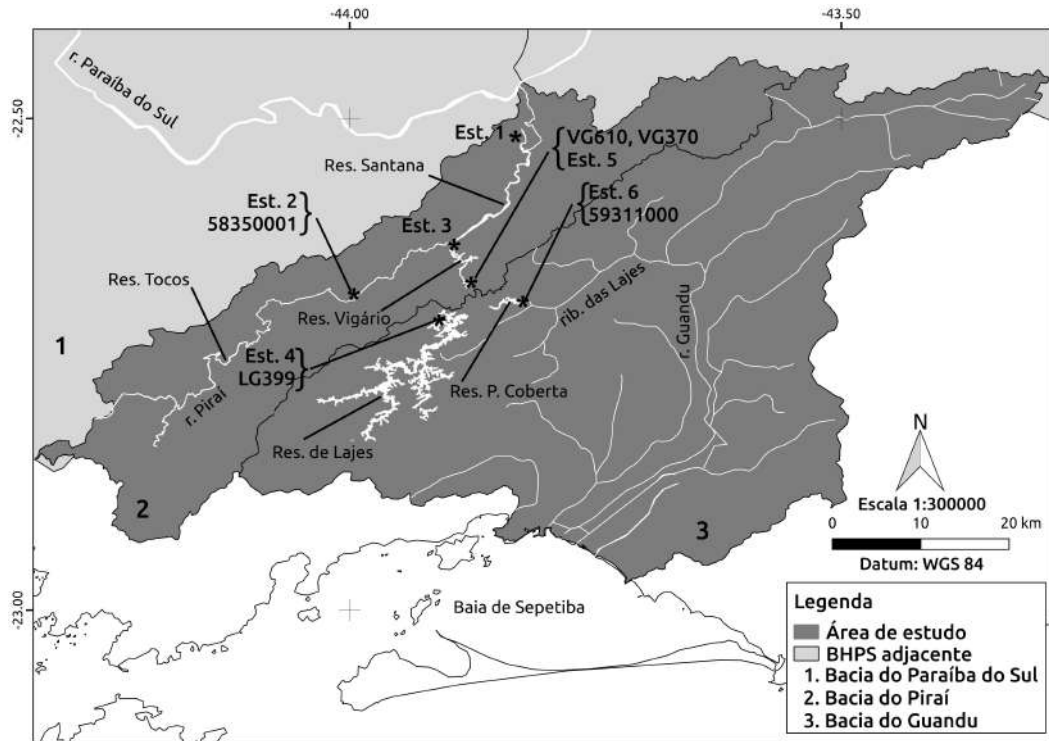 -44.00
-43.50
r. Paraíba do Sul
-22.50
Est. 1
VG610, VG370
Est. 5
Res. Santana
Est. 6
59311000
Est. 2
58350001
Est. 3
Res. Tocos
rib. das Lajes
Res. Vigário
r. Guandu
1
Est. 4
LG399
r. Piraí
Res. P. Coberta
Res. de Lajes
N
Escala 1:300000
2
3
0
10
20 km
Datum: WGS 84
-23.00
Baia de Sepetiba
Legenda
Área de estudo
BHPS adjacente
1. Bacia do Paraíba do Sul
2. Bacia do Piraí
3. Bacia do Guandu